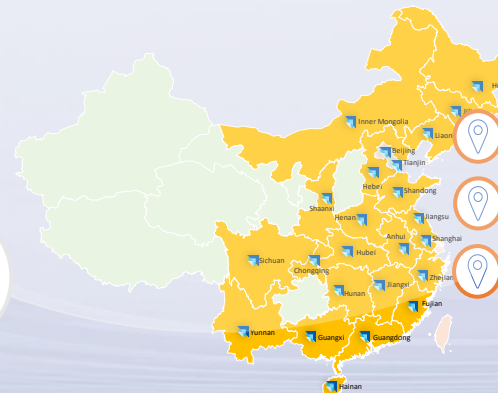 Inner Mongolia
Liaon
Beijing
Tianjin
Hebei
Shandong
Shaanxi
Henan
Jiangsu
Anhui
Shanghai
Hubei
Sichuan
Chongqing
Zhejian
Jiangxi
Hunan
Fujian
Yunnan
Guangxi
Guangdong
Hainan